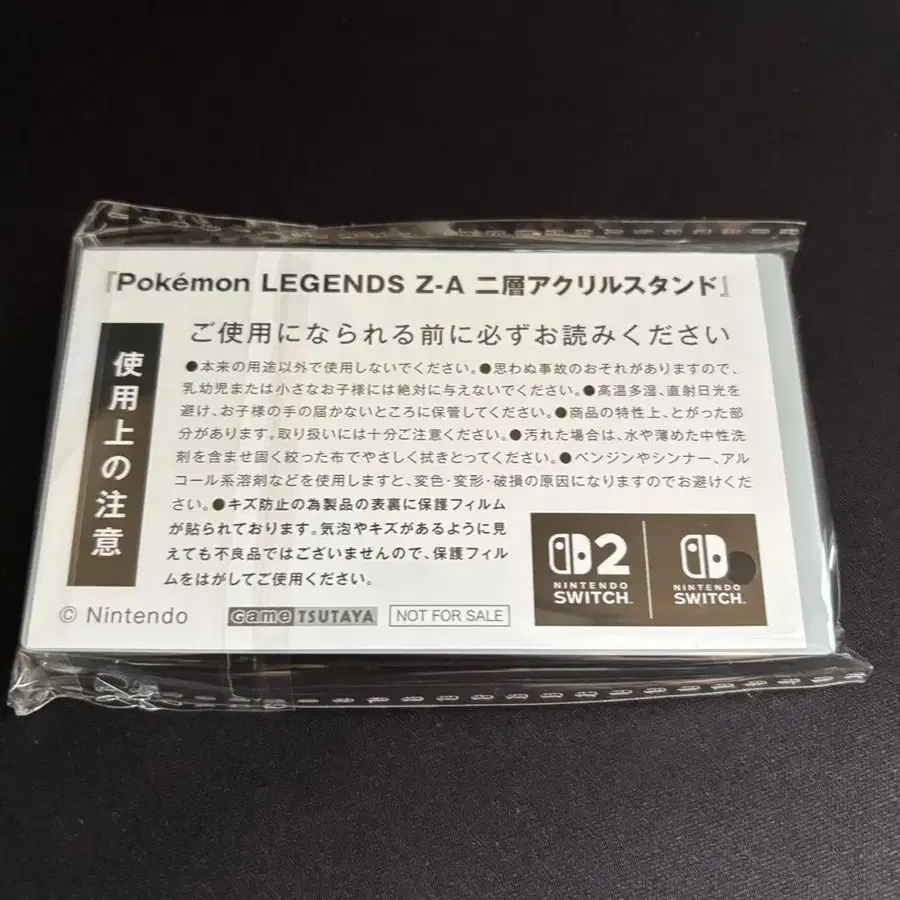 『Pokémon LEGENDS Z-A 二層アクリルスタンド』
使用上の注意
ご使用になられる前に必ずお読みください
●本来の用途以外で使用しないでください。●思わぬ事故のおそれがありますので、
乳幼児または小さなお子様には絶対に与えないでください。●高温多湿、直射日光を
避け、お子様の手の届かないところに保管してください。●商品の特性上、とがった部
分があります。取り扱いには十分ご注意ください。●汚れた場合は、水や薄めた中性洗
剤を含ませ固く絞った布でやさしく拭きとってください。●ベンジンやシンナー、アル
コール系溶剤などを使用しますと、変色・変形・破損の原因になりますのでお避けくだ
さい。●キズ防止の為製品の表裏に保護フィルム
が貼られております。気泡やキズがあるように見
えても不良品ではございませんので、保護フィル
ムをはがしてご使用ください。
2
NINTENDO
SWITCH™
NINTENDO
SWITCH™
© Nintendo
Game TSUTAYA
NOT FOR SALE